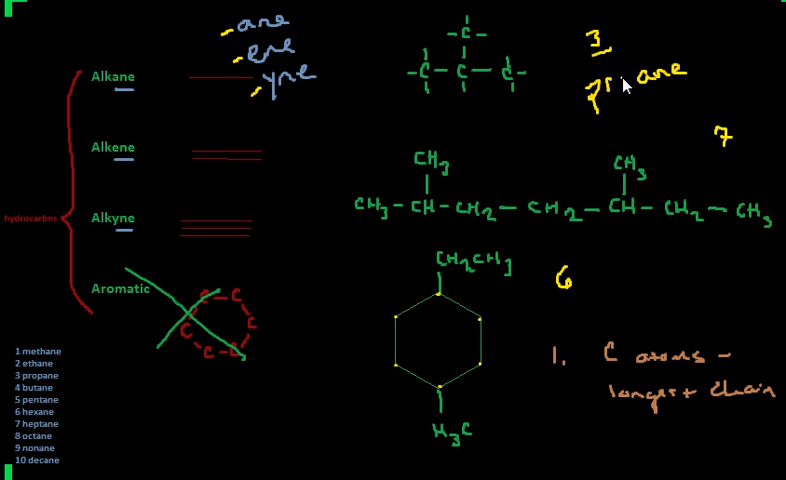 ane
ene
yne
Alkane
Alkene
Alkyne
Aromatic
hydrocarbns
C – C
C
C
C – C
1 methane
2 ethane
3 propane
4 butane
5 pentane
6 hexane
7 heptane
8 octane
9 nonane
10 decane
– C –
– C – C – C –
3
pr ane
7
CH3 CH3
CH3 – CH – CH2 – CH2 – CH – CH2 – CH3
CH2CH3
6
H3C
1. C atoms –
longest chain